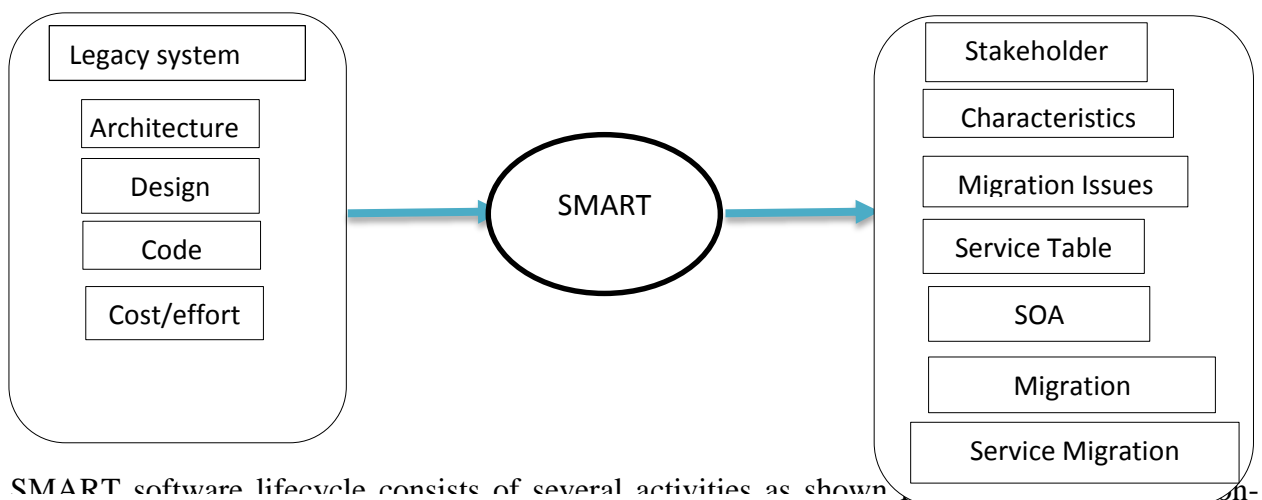 Legacy system
Architecture
Design
Code
Cost/effort
SMART
Stakeholder
Characteristics
Migration Issues
Service Table
SOA
Migration
Service Migration
SMART software lifecycle consists of several activities as shown